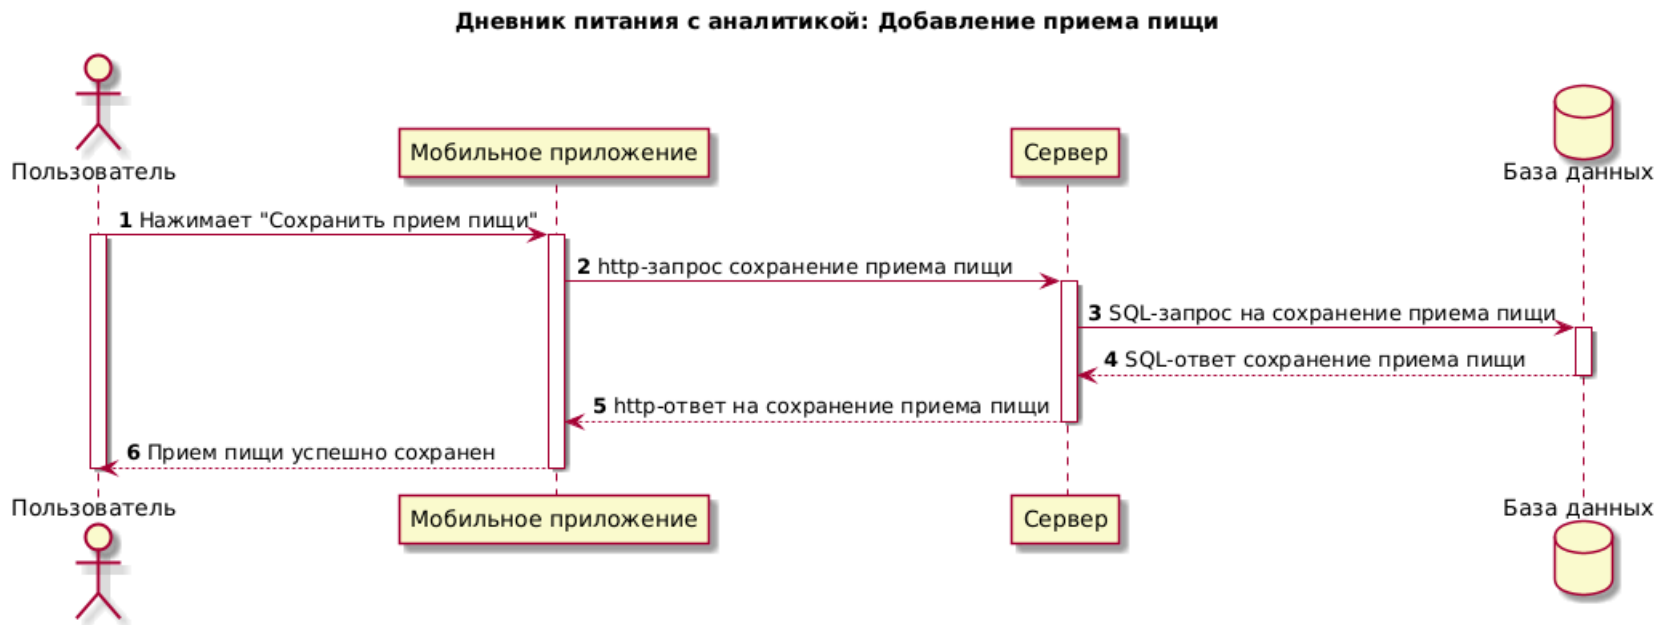 Дневник питания с аналитикой: Добавление приема пищи
Пользователь
Мобильное приложение
Сервер
База данных
1 Нажимает "Сохранить прием пищи"
2 http-запрос сохранение приема пищи
3 SQL-запрос на сохранение приема пищи
4 SQL-ответ сохранение приема пищи
5 http-ответ на сохранение приема пищи
6 Прием пищи успешно сохранен
Пользователь
Мобильное приложение
Сервер
База данных